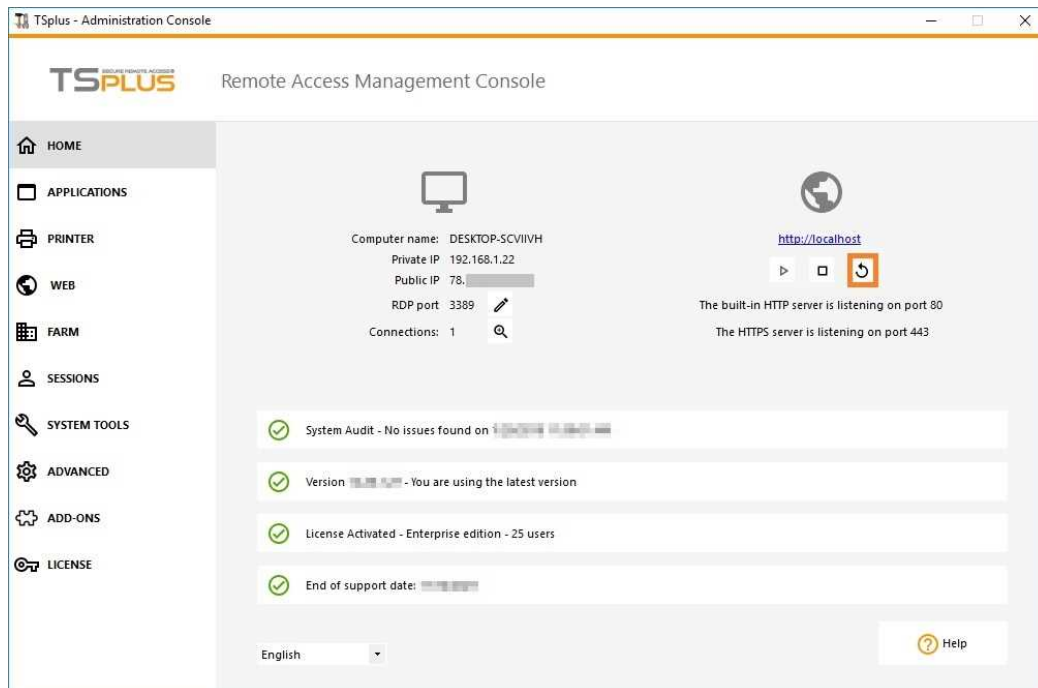 TSplus - Administration Console
TSPLUS
SECURE REMOTE ACCESS
Remote Access Management Console
HOME
APPLICATIONS
PRINTER
WEB
FARM
SESSIONS
SYSTEM TOOLS
ADVANCED
ADD-ONS
LICENSE
Computer name: DESKTOP-SCVIIVH
Private IP 192.168.1.22
Public IP 78.
RDP port 3389
Connections: 1
http://localhost
The built-in HTTP server is listening on port 80
The HTTPS server is listening on port 443
System Audit - No issues found on
Version - You are using the latest version
License Activated - Enterprise edition - 25 users
End of support date:
English
Help